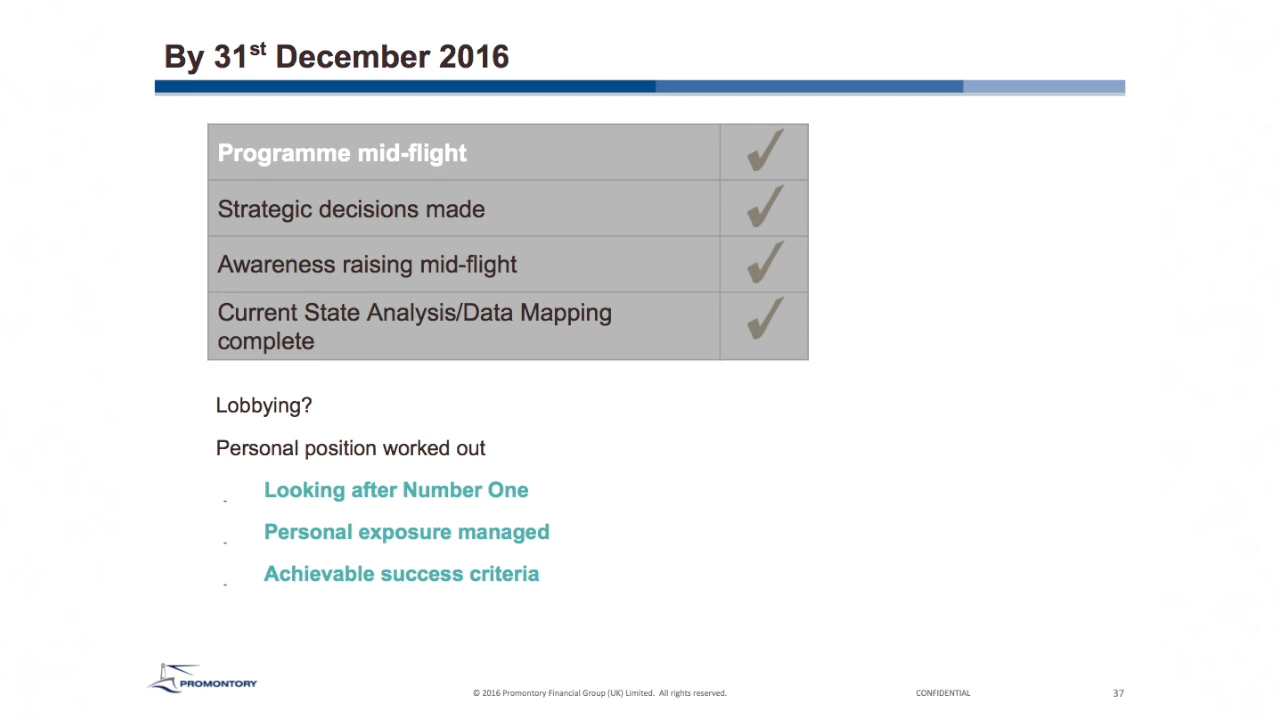 By 31st December 2016
Programme mid-flight ✓
Strategic decisions made ✓
Awareness raising mid-flight ✓
Current State Analysis/Data Mapping
complete ✓
Lobbying?
Personal position worked out
- Looking after Number One
- Personal exposure managed
- Achievable success criteria
PROMONTORY
© 2016 Promontory Financial Group (UK) Limited. All rights reserved.
CONFIDENTIAL
37